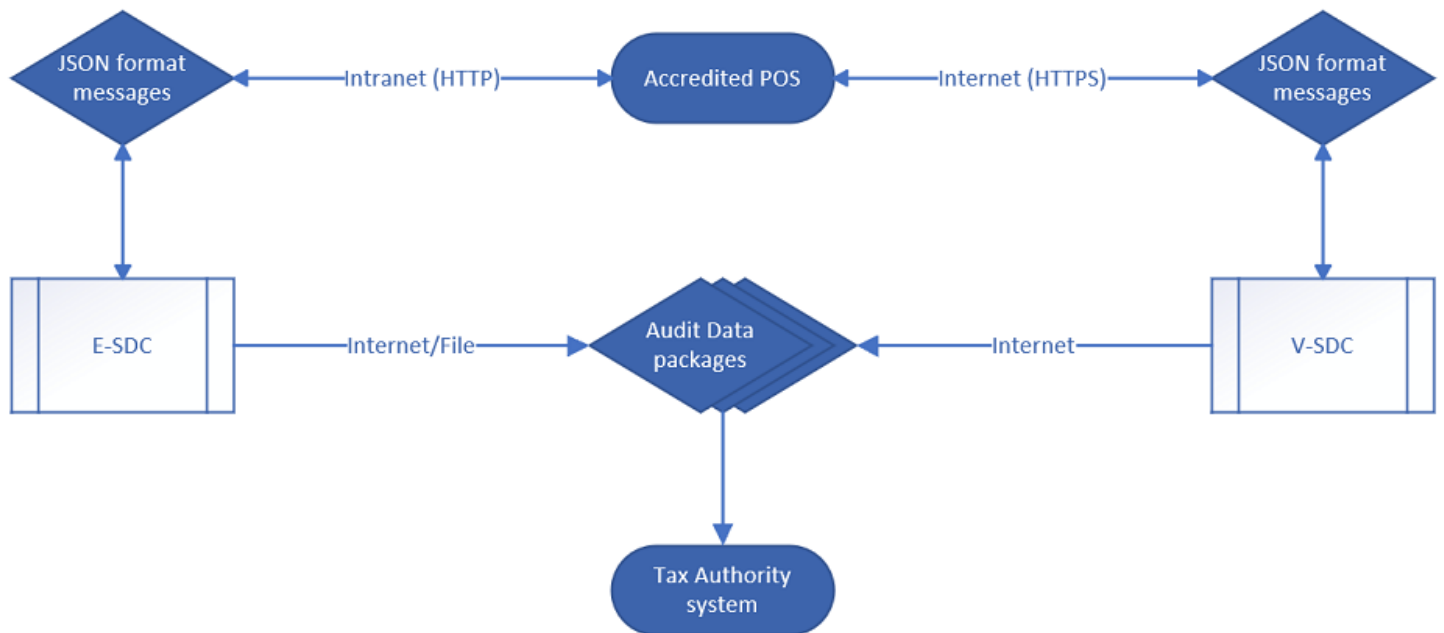 JSON format
messages
Intranet (HTTP)
Accredited POS
Internet (HTTPS)
JSON format
messages
E-SDC
Internet/File
Audit Data
packages
Internet
V-SDC
Tax Authority
system